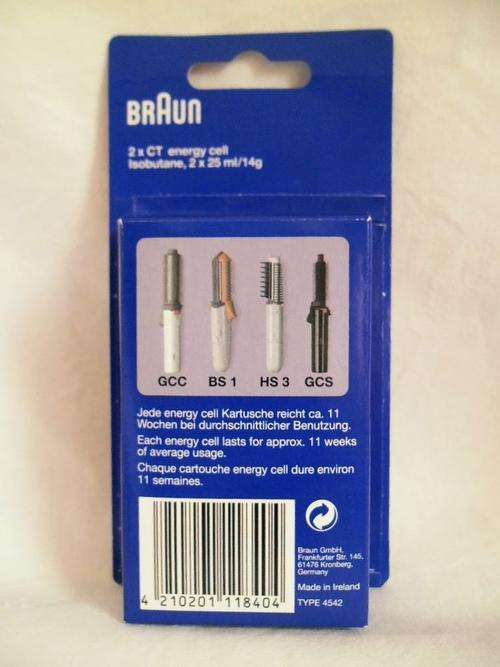 BRAUN
2 x CT energy cell
Isobutane, 2 x 25 ml/14g
GCC BS 1 HS 3 GCS
Jede energy cell Kartusche reicht ca. 11
Wochen bei durchschnittlicher Benutzung.
Each energy cell lasts for approx. 11 weeks
of average usage.
Chaque cartouche energy cell dure environ
11 semaines.
Braun GmbH,
Frankfurter Str. 145,
61476 Kronberg,
Germany
Made in Ireland
TYPE 4542
4 210201 118404